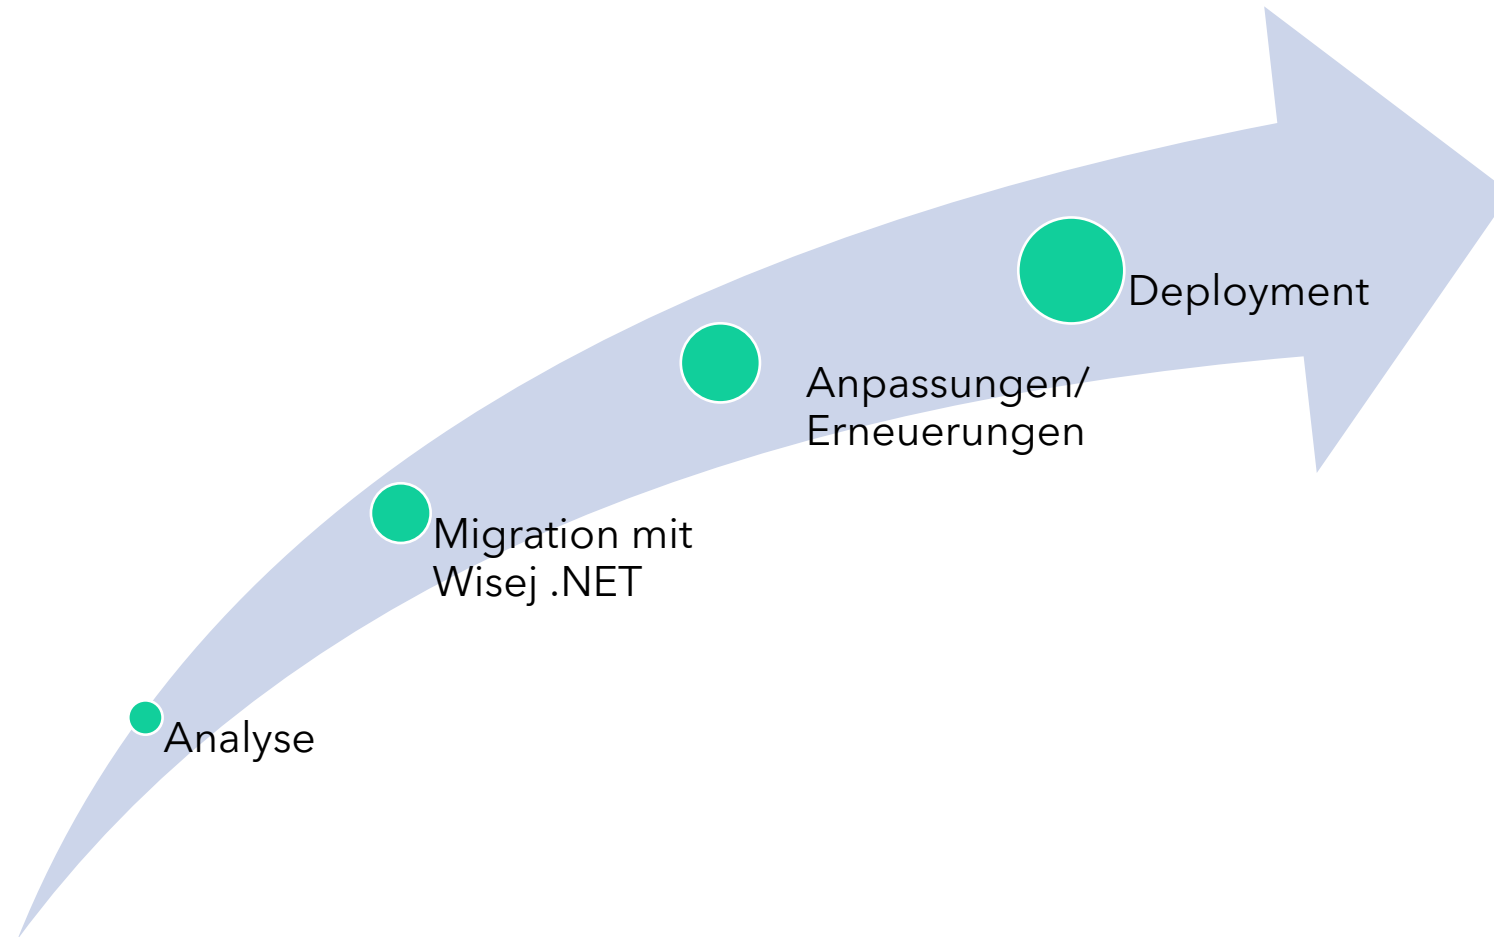 Analyse
Migration mit
Wisej .NET
Anpassungen/
Erneuerungen
Deployment